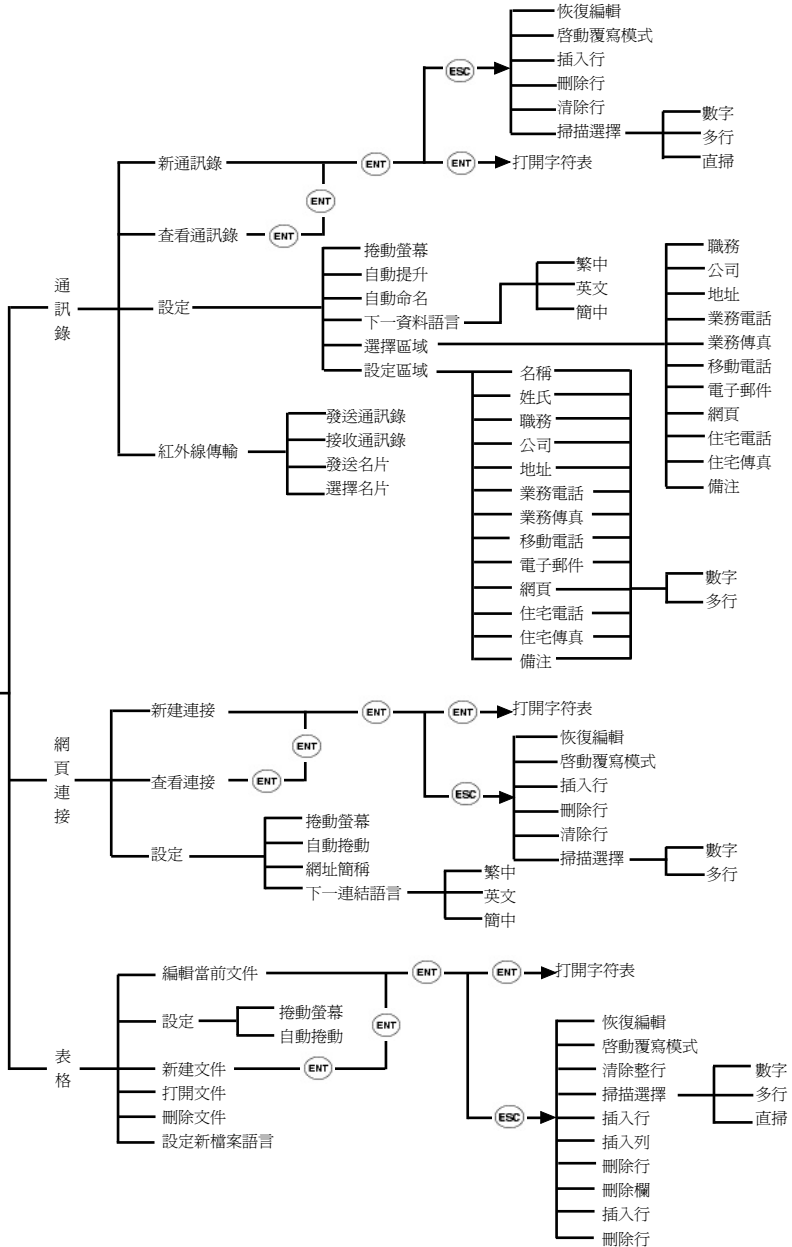 恢復編輯
啓動覆寫模式
插入行
刪除行
清除行
掃描選擇
數字
多行
直掃
ESC
新通訊錄
ENT
ENT
打開字符表
ENT
查看通訊錄
ENT
通訊錄
設定
捲動螢幕
自動提升
自動命名
下一資料語言
選擇區域
設定區域
繁中
英文
簡中
職務
公司
地址
業務電話
業務傳真
移動電話
電子郵件
網頁
住宅電話
住宅傳真
備注
名稱
姓氏
職務
公司
地址
業務電話
業務傳真
移動電話
電子郵件
網頁
住宅電話
住宅傳真
備注
數字
多行
紅外線傳輸
發送通訊錄
接收通訊錄
發送名片
選擇名片
網頁連接
新建連接
ENT
ENT
打開字符表
ENT
查看連接
ENT
ESC
恢復編輯
啓動覆寫模式
插入行
刪除行
清除行
掃描選擇
數字
多行
設定
捲動螢幕
自動捲動
網址簡稱
下一連結語言
繁中
英文
簡中
表格
編輯當前文件
ENT
ENT
打開字符表
設定
捲動螢幕
自動捲動
ENT
新建文件
ENT
打開文件
刪除文件
設定新檔案語言
ESC
恢復編輯
啓動覆寫模式
清除整行
掃描選擇
插入行
插入列
刪除行
刪除欄
插入行
刪除行
數字
多行
直掃